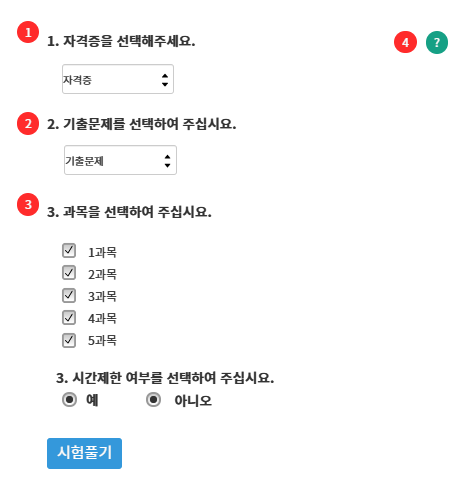 1
1. 자격증을 선택해주세요.
4 ?
자격증
2
2. 기출문제를 선택하여 주십시요.
기출문제
3
3. 과목을 선택하여 주십시요.
1과목
2과목
3과목
4과목
5과목
3. 시간제한 여부를 선택하여 주십시요.
예 아니오
시험풀기